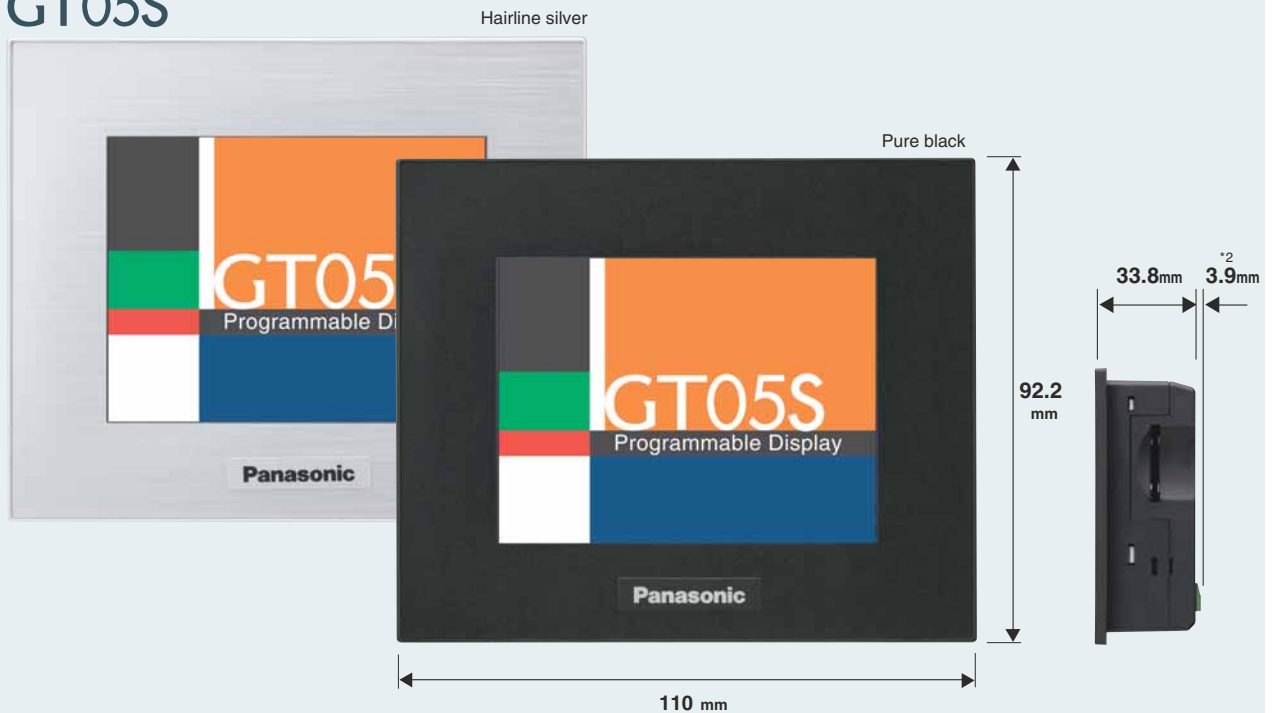 GT05S
Hairline silver
GT05
Programmable Di
Panasonic
Pure black
GT05S
Programmable Display
Panasonic
92.2
mm
110 mm
*2
33.8mm 3.9mm